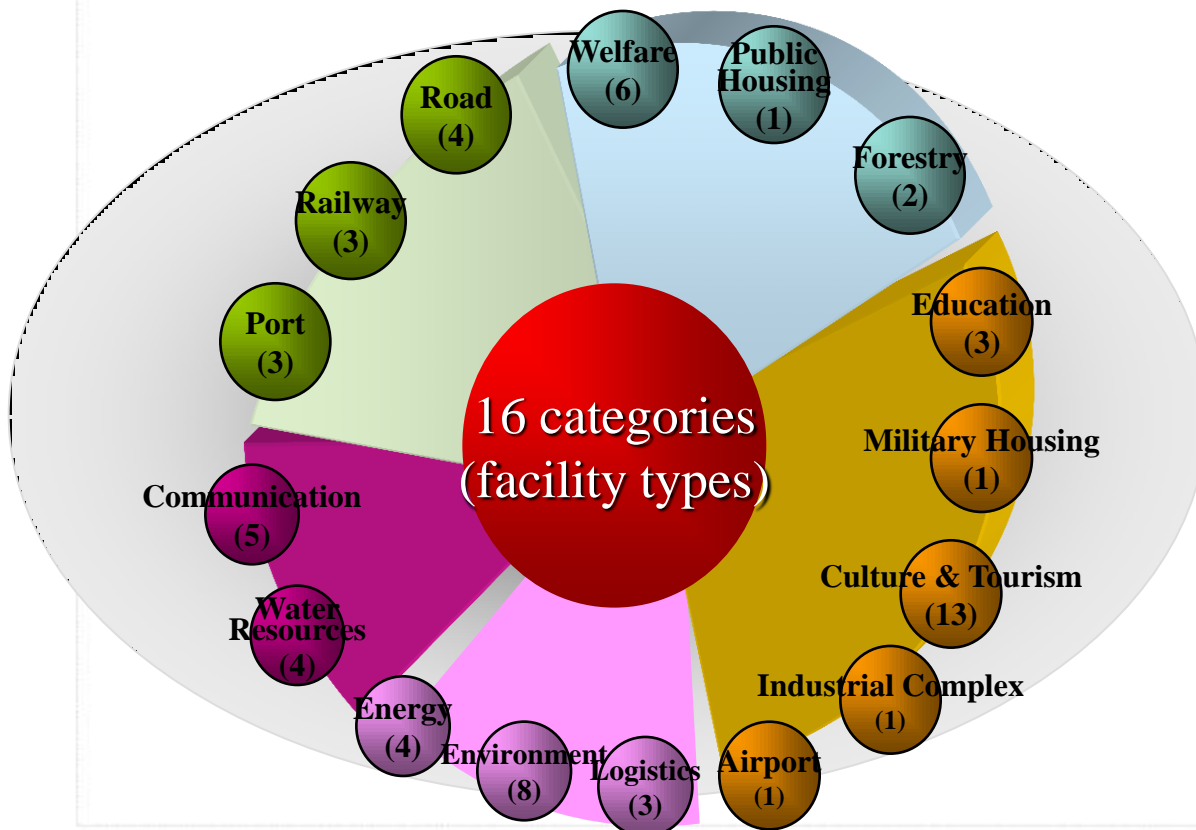 Welfare
(6)
Public
Housing
(1)
Forestry
(2)
Education
(3)
Military Housing
(1)
Culture & Tourism
(13)
Industrial Complex
(1)
Airport
(1)
Logistics
(3)
Environment
(8)
Energy
(4)
Water
Resources
(4)
Communication
(5)
Port
(3)
Railway
(3)
Road
(4)
16 categories
(facility types)